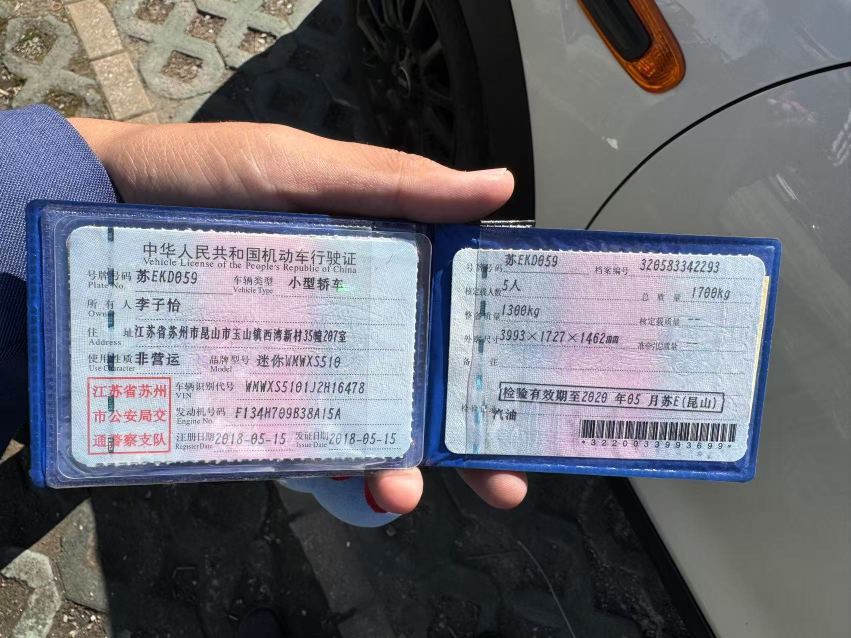 中华人民共和国机动车行驶证
Vehicle License of the People's Republic of China
号牌号码 苏EKD059 车辆类型 小型轿车
Plate No. Vehicle Type
所有人 李子怡
Owner
住址 江苏省苏州市昆山市玉山镇西湾新村35幢207室
Address
使用性质 非营运 品牌型号 迷你WMWXS510
Use Character Model
江苏省苏州
市公安局交
通警察支队
车辆识别代号 WMWXS5101J2H16478
VIN
发动机号码 F134H709B38A15A
Engine No.
注册日期 2018-05-15 发证日期 2018-05-15
Register Date Issue Date
号牌号码 苏EKD059 档案编号 320583342293
核定载人数 5人 总质量 1700kg
整备质量 1300kg 核定载质量 --
外廓尺寸 3993×1727×1462mm 准牵引总质量 --
备注
检验有效期至2020 年05 月苏E(昆山)
检验记录 汽油
*3220033993699*